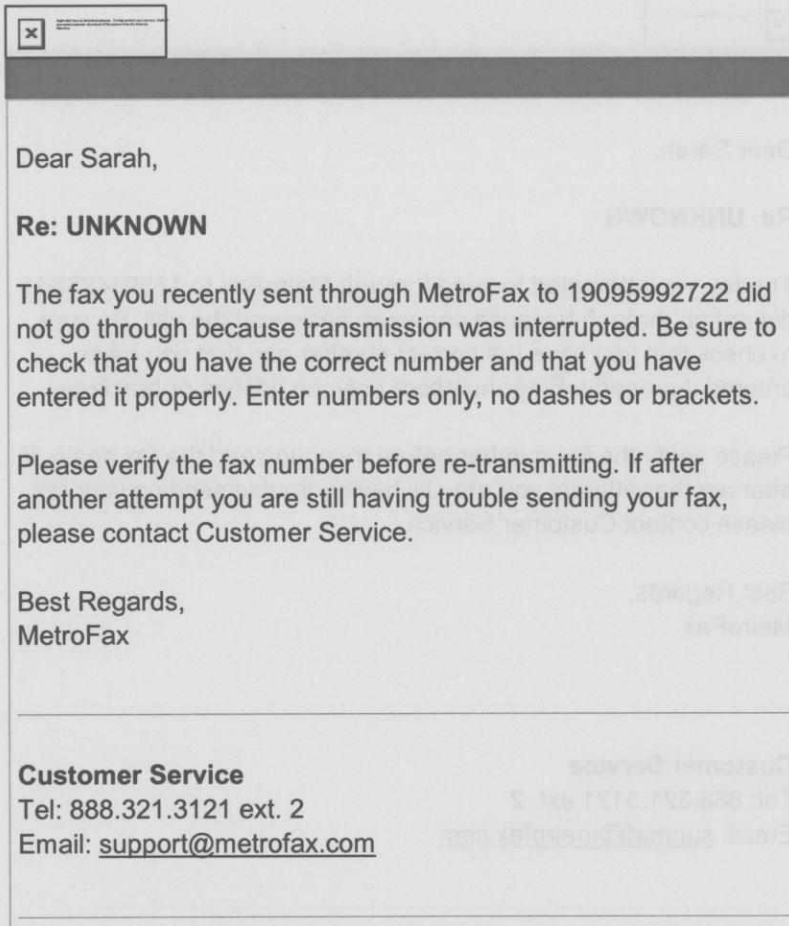 Dear Sarah,
Re: UNKNOWN
The fax you recently sent through MetroFax to 19095992722 did
not go through because transmission was interrupted. Be sure to
check that you have the correct number and that you have
entered it properly. Enter numbers only, no dashes or brackets.
Please verify the fax number before re-transmitting. If after
another attempt you are still having trouble sending your fax,
please contact Customer Service.
Best Regards,
MetroFax
Customer Service
Tel: 888.321.3121 ext. 2
Email: support@metrofax.com